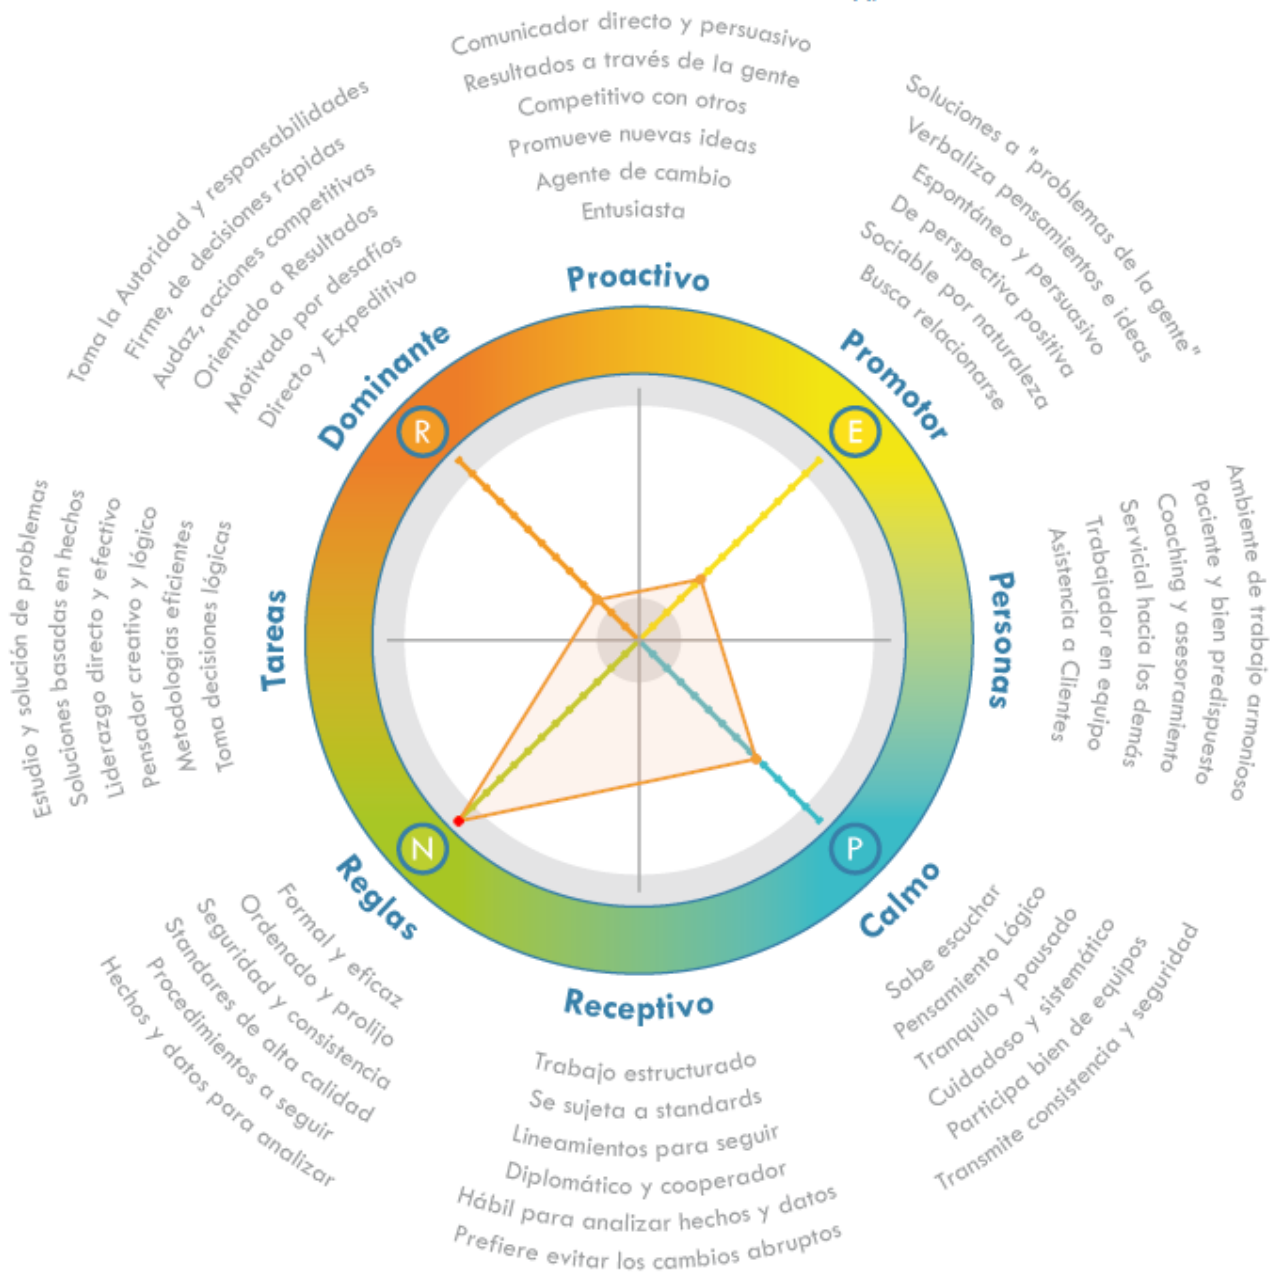 Comunicador directo y persuasivo
Resultados a través de la gente
Competitivo con otros
Promueve nuevas ideas
Agente de cambio
Entusiasta
Proactivo
Soluciones a "problemas de la gente"
Verbaliza pensamientos e ideas
Espontáneo y persuasivo
De perspectiva positiva
Sociable por naturaleza
Busca relacionarse
Promotor
E
Ambiente de trabajo armonioso
Paciente y bien predispuesto
Coaching y asesoramiento
Servicial hacia los demás
Trabajador en equipo
Asistencia a Clientes
Personas
P
Calmo
Sabe escuchar
Pensamiento Lógico
Tranquilo y pausado
Cuidadoso y sistemático
Participa bien de equipos
Transmite consistencia y seguridad
Receptivo
Trabajo estructurado
Se sujeta a standards
Lineamientos para seguir
Diplomático y cooperador
Hábil para analizar hechos y datos
Prefiere evitar los cambios abruptos
N
Reglas
Formal y eficaz
Ordenado y prolijo
Seguridad y consistencia
Standares de alta calidad
Procedimientos a seguir
Hechos y datos para analizar
Estudio y solución de problemas
Soluciones basadas en hechos
Liderazgo directo y efectivo
Pensador creativo y lógico
Metodologías eficientes
Toma decisiones lógicas
Tareas
Toma la Autoridad y responsabilidades
Firme, de decisiones rápidas
Audaz, acciones competitivas
Orientado a Resultados
Motivado por desafíos
Directo y Expeditivo
Dominante
R